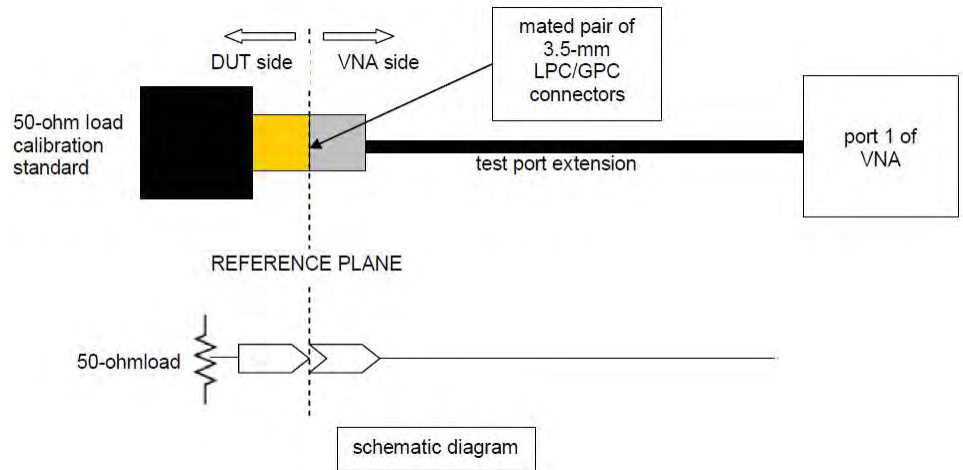 mated pair of
3.5-mm
LPC/GPC
connectors
DUT side
VNA side
50-ohm load
calibration
standard
port 1 of
VNA
test port extension
REFERENCE PLANE
50-ohmload
schematic diagram